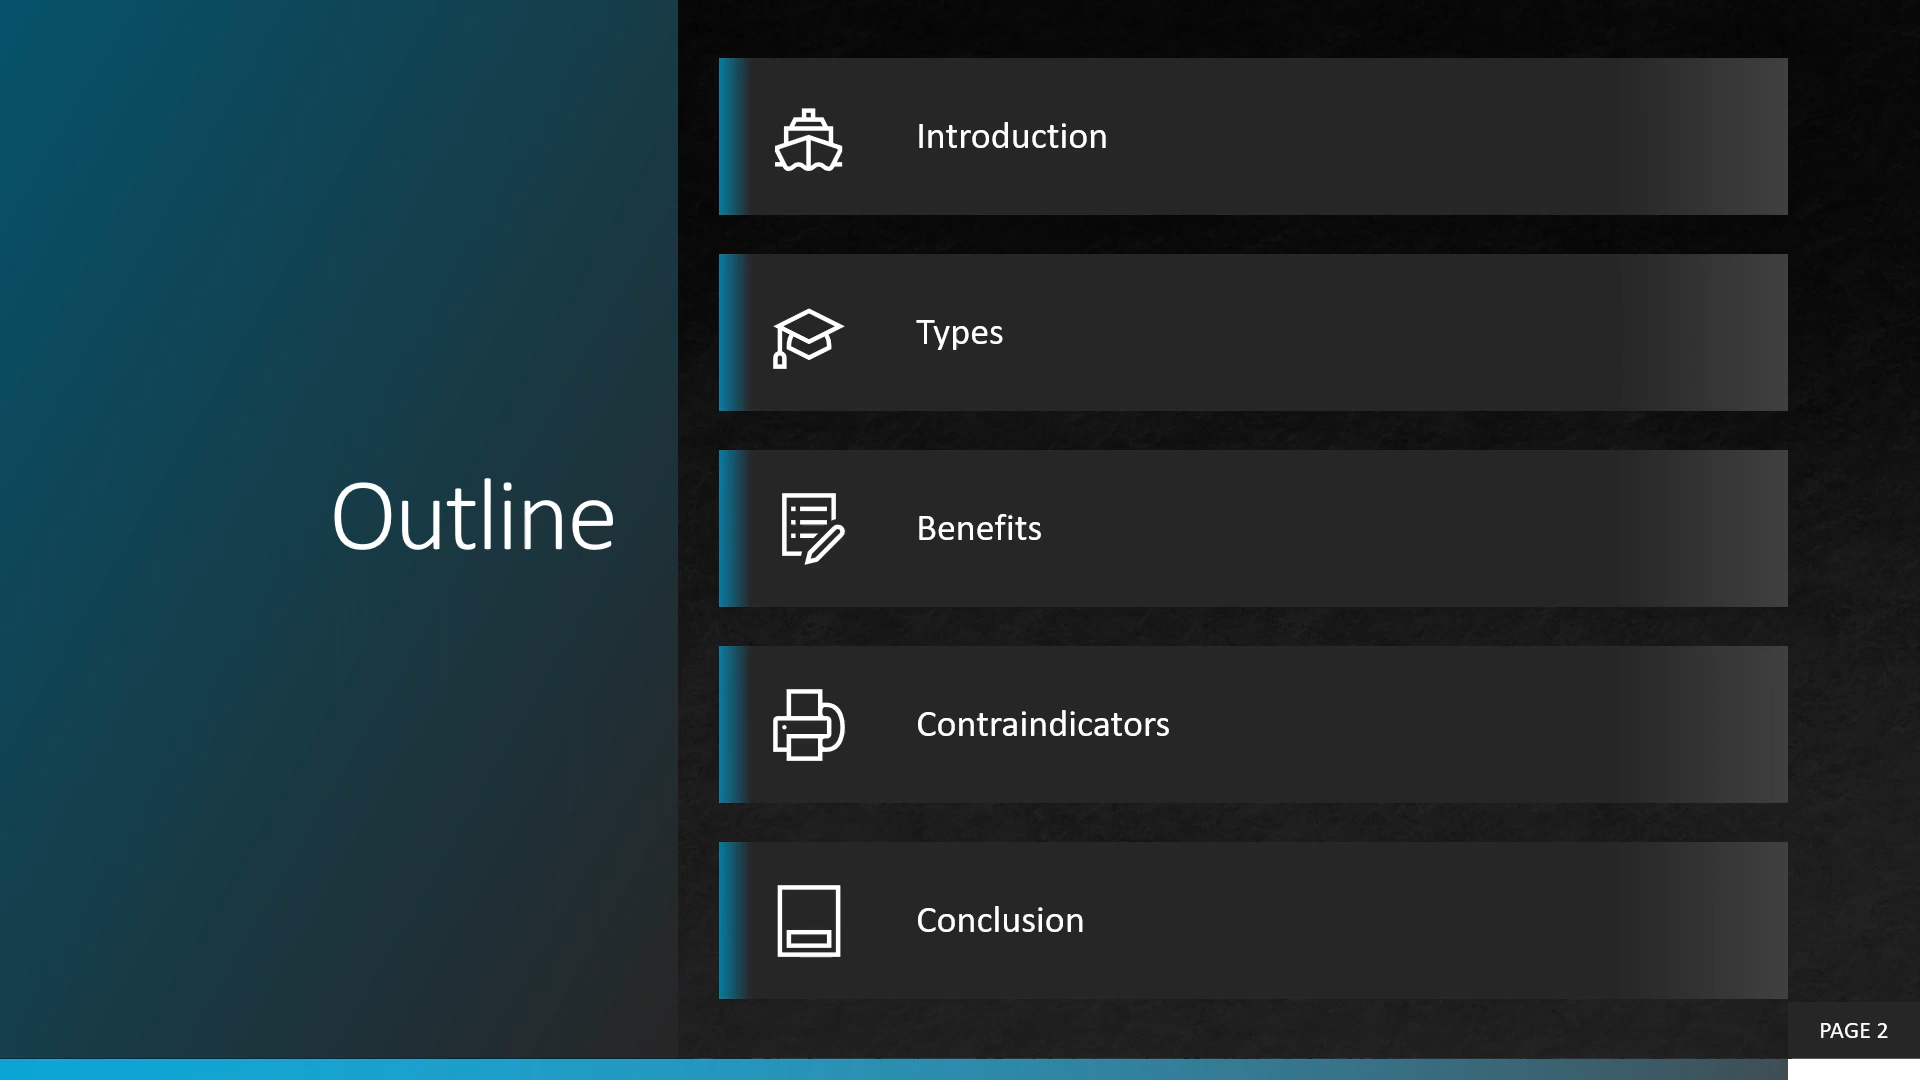 Outline
Introduction
Types
Benefits
Contraindicators
Conclusion
PAGE 2